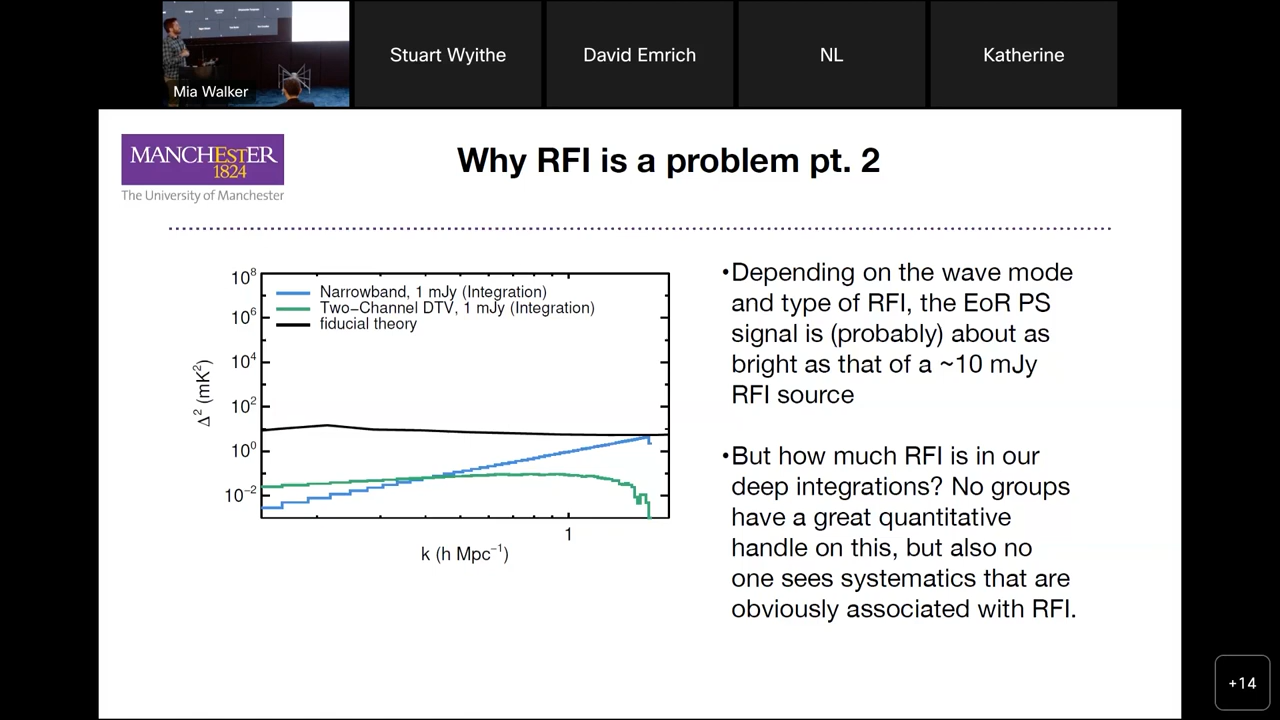 Mia Walker
Stuart Wyithe
David Emrich
NL
Katherine
MANCHESTER
1824
The University of Manchester
Why RFI is a problem pt. 2
10⁸
10⁶
10⁴
10²
10⁰
10⁻²
Δ² (mK²)
Narrowband, 1 mJy (Integration)
Two−Channel DTV, 1 mJy (Integration)
fiducial theory
1
k (h Mpc⁻¹)
•Depending on the wave mode
and type of RFI, the EoR PS
signal is (probably) about as
bright as that of a ~10 mJy
RFI source
•But how much RFI is in our
deep integrations? No groups
have a great quantitative
handle on this, but also no
one sees systematics that are
obviously associated with RFI.
+14